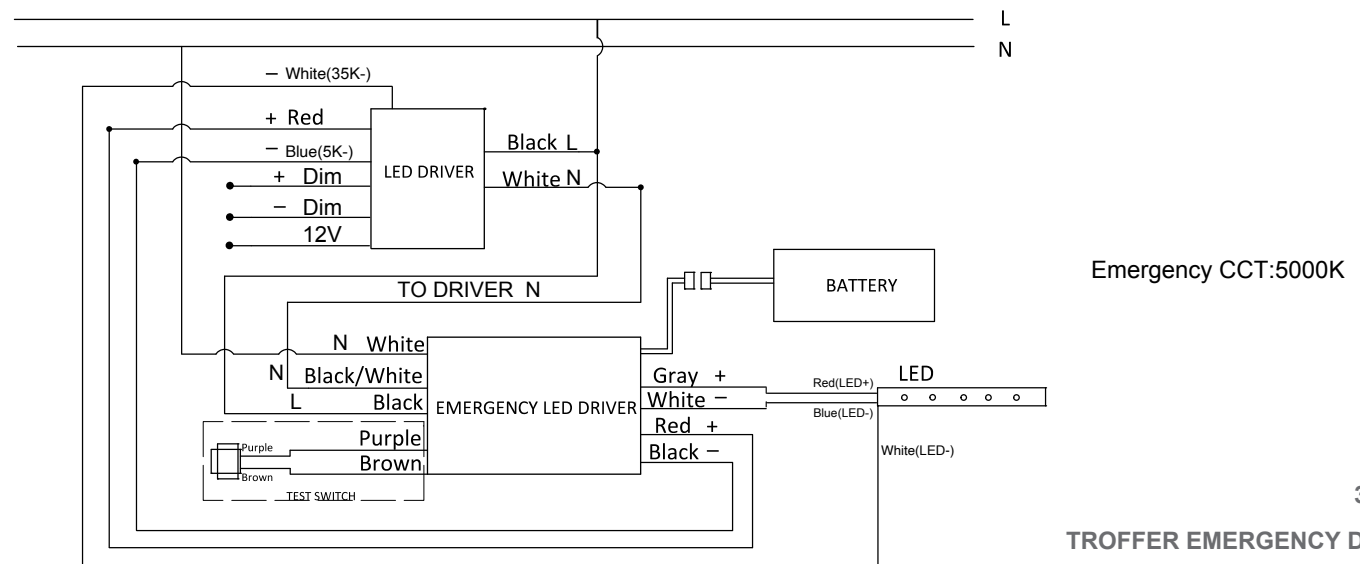 L
N
− White(35K-)
+ Red
− Blue(5K-)
+ Dim
− Dim
12V
LED DRIVER
Black L
White N
TO DRIVER N
BATTERY
Emergency CCT:5000K
N White
N Black/White
L Black
Purple
Brown
Purple
Brown
TEST SWITCH
EMERGENCY LED DRIVER
Gray +
White −
Red +
Black −
Red(LED+)
Blue(LED-)
LED
White(LED-)
TROFFER EMERGENCY D